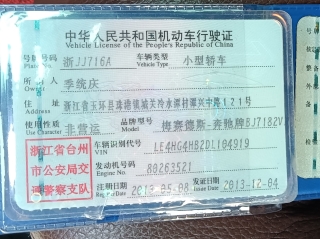 中华人民共和国机动车行驶证
Vehicle License of the People's Republic of China
号牌号码 浙JJ716A 车辆类型 小型轿车
Plate No. Vehicle Type
所有人 季统庆
Owner
住址 浙江省玉环县珠港镇城关
121号
Address
使用性质 非营运 品牌型号 梅赛德斯-奔驰牌BJ7182V
Use Character Model
浙江省台州
市公安局交
通警察支队
车辆识别代号 LE4HG4HB2DL104919
VIN
发动机号码 80263521
Engine No.
注册日期 2013-05-08 发证日期 2013-12-04
Register Date Issue Date